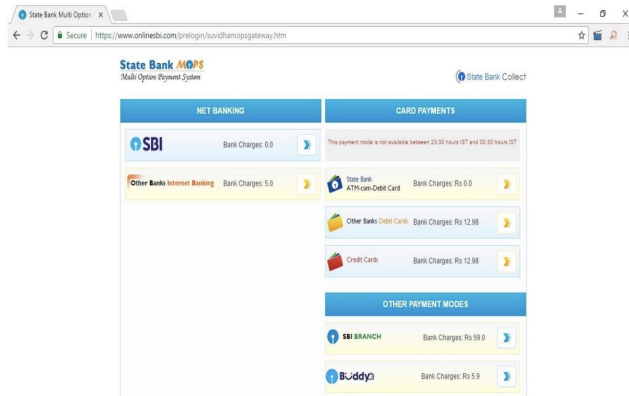 State Bank Multi Option
Secure https://www.onlinesbi.com/prelogin/suvidhamopsgateway.htm
State Bank MOPS
Multi Option Payment System
State Bank Collect
NET BANKING
SBI Bank Charges: 0.0
Other Banks Internet Banking Bank Charges: 5.0
CARD PAYMENTS
This payment mode is not available between 23:30 hours IST and 00:30 hours IST
State Bank
ATM-cum-Debit Card Bank Charges: Rs 0.0
Other Banks Debit Cards Bank Charges: Rs 12.98
Credit Cards Bank Charges: Rs 12.98
OTHER PAYMENT MODES
SBI BRANCH Bank Charges: Rs 59.0
Buddy Bank Charges: Rs 5.9